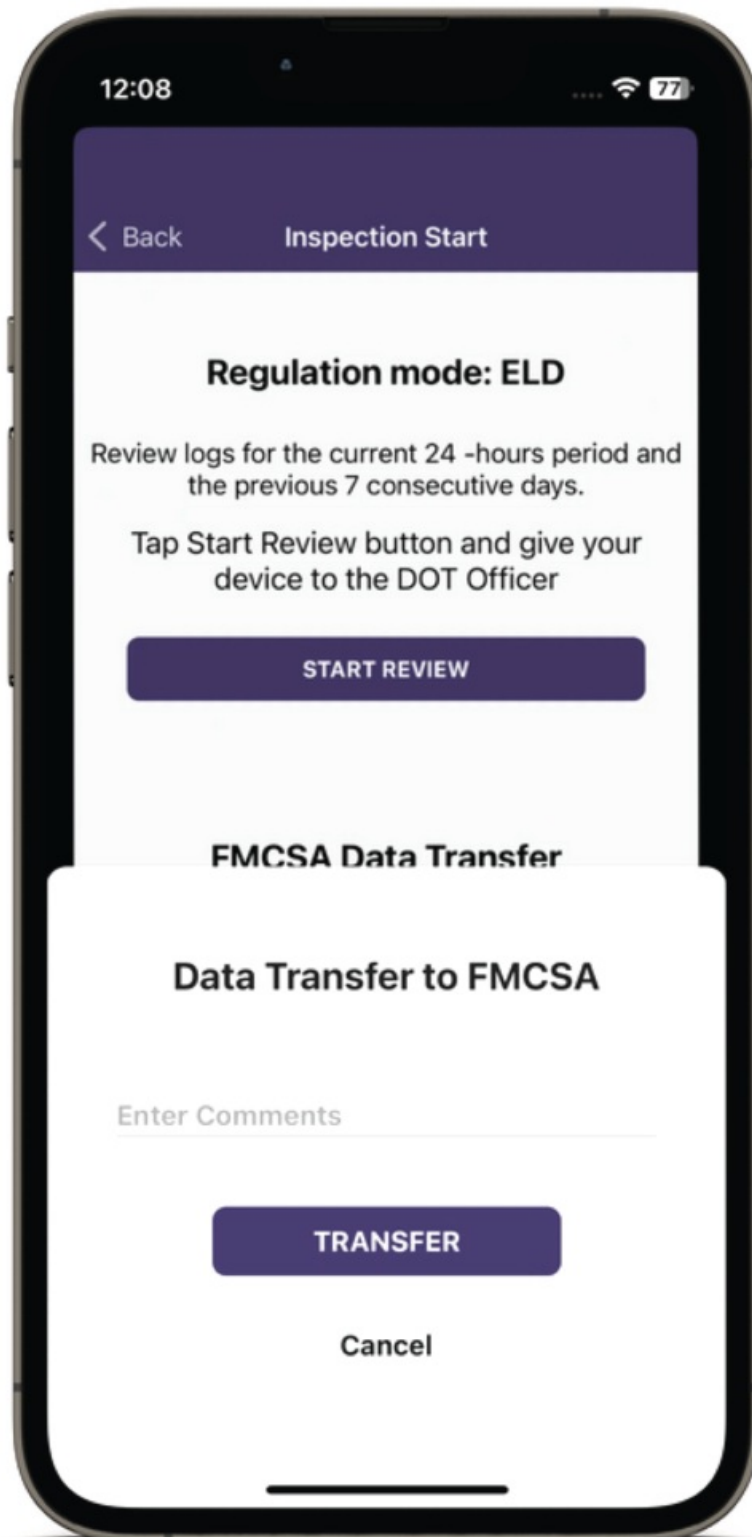 12:08
77
Back
Inspection Start
Regulation mode: ELD
Review logs for the current 24 -hours period and
the previous 7 consecutive days.
Tap Start Review button and give your
device to the DOT Officer
START REVIEW
FMCSA Data Transfer
Data Transfer to FMCSA
Enter Comments
TRANSFER
Cancel